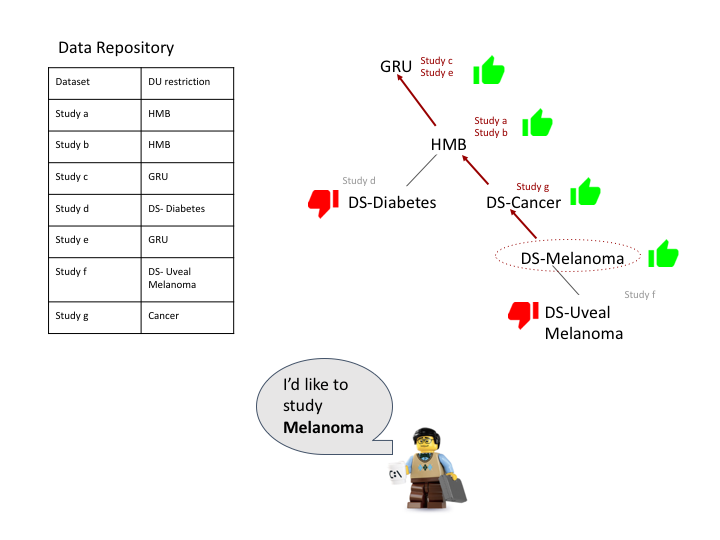 Data Repository
Dataset DU restriction
Study a HMB
Study b HMB
Study c GRU
Study d DS- Diabetes
Study e GRU
Study f DS- Uveal
Melanoma
Study g Cancer
GRU
Study c
Study e
Study a
Study b
HMB
Study d
DS-Diabetes
Study g
DS-Cancer
DS-Melanoma
Study f
DS-Uveal
Melanoma
I’d like to
study
Melanoma
C:\